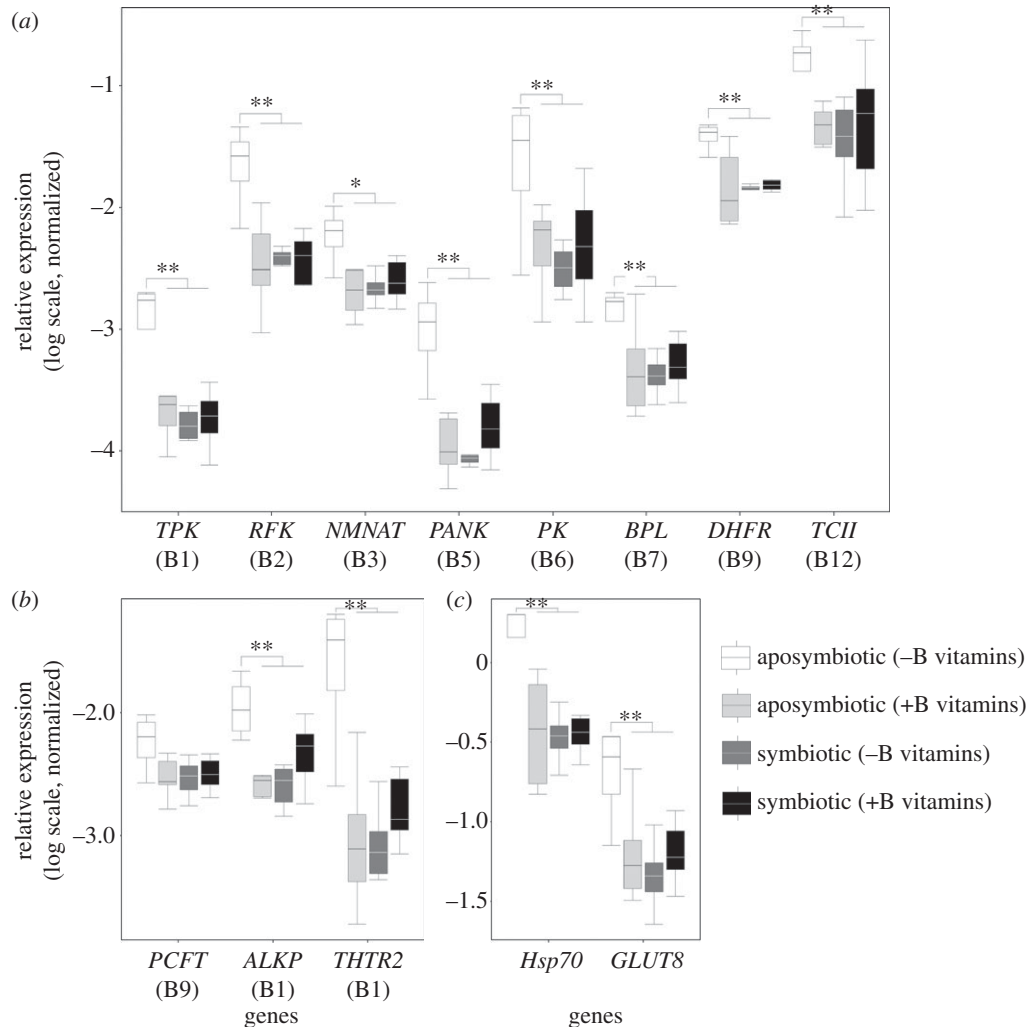 (a)
**
−1
**
**
**
**
relative expression
(log scale, normalized)
−2
*
**
**
−3
**
−4
TPK RFK NMNAT PANK PK BPL DHFR TCII
(B1) (B2) (B3) (B5) (B6) (B7) (B9) (B12)
(b)
**
**
relative expression
(log scale, normalized)
−2.0
−3.0
PCFT ALKP THTR2
(B9) (B1) (B1)
genes
(c)
**
0
**
−0.5
−1.0
−1.5
Hsp70 GLUT8
genes
aposymbiotic (–B vitamins)
aposymbiotic (+B vitamins)
symbiotic (–B vitamins)
symbiotic (+B vitamins)